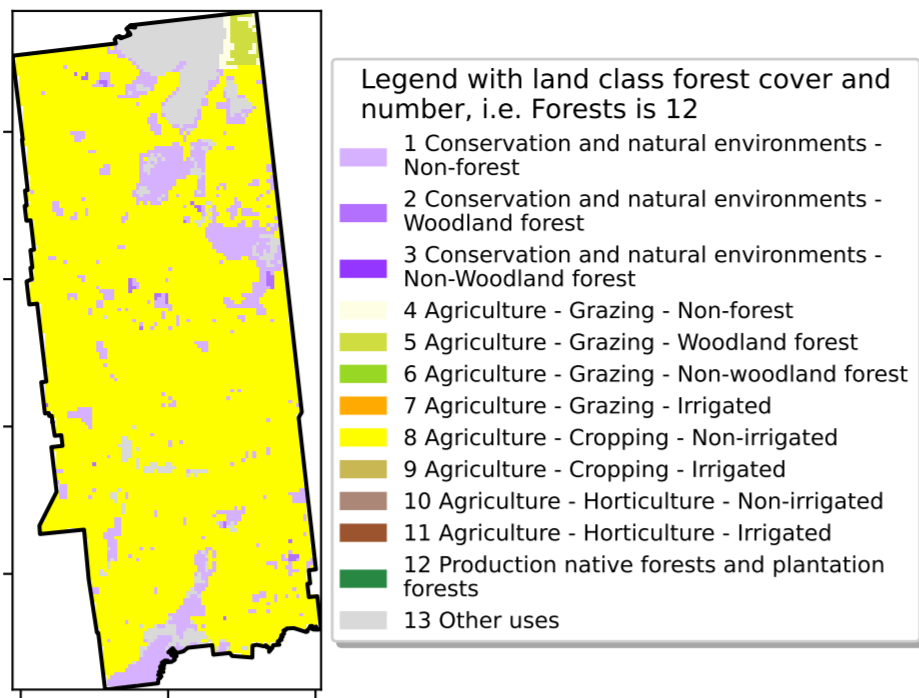 Legend with land class forest cover and
number, i.e. Forests is 12
1 Conservation and natural environments -
Non-forest
2 Conservation and natural environments -
Woodland forest
3 Conservation and natural environments -
Non-Woodland forest
4 Agriculture - Grazing - Non-forest
5 Agriculture - Grazing - Woodland forest
6 Agriculture - Grazing - Non-woodland forest
7 Agriculture - Grazing - Irrigated
8 Agriculture - Cropping - Non-irrigated
9 Agriculture - Cropping - Irrigated
10 Agriculture - Horticulture - Non-irrigated
11 Agriculture - Horticulture - Irrigated
12 Production native forests and plantation
forests
13 Other uses